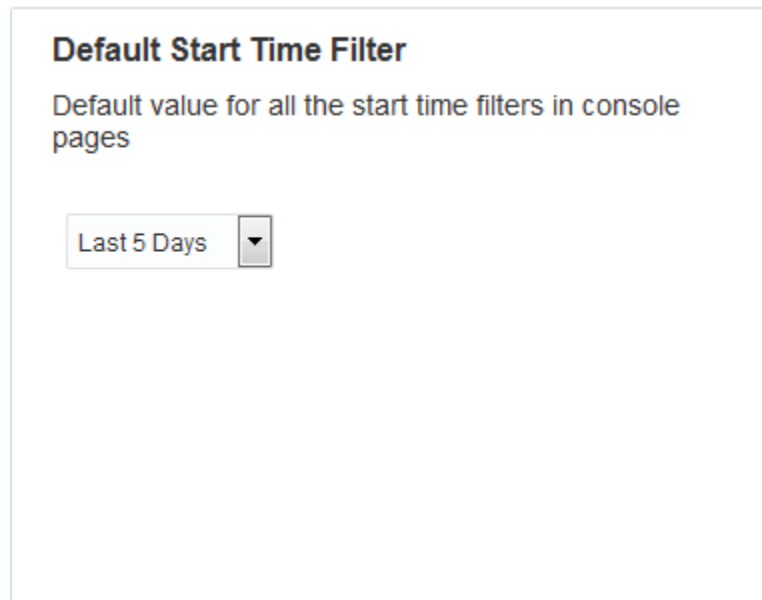 Default Start Time Filter
Default value for all the start time filters in console
pages
Last 5 Days